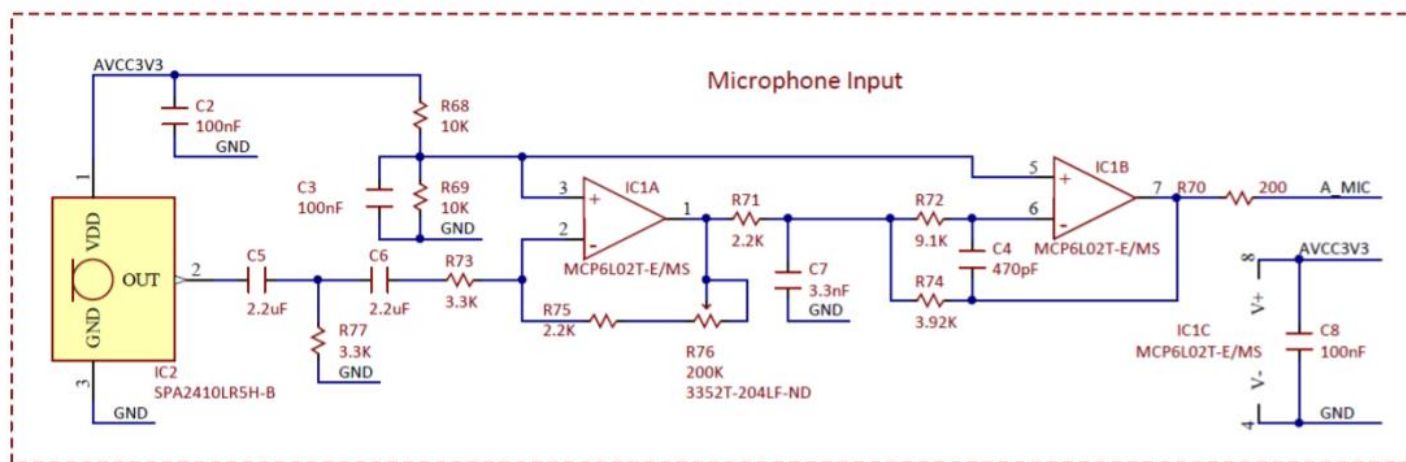 Microphone Input
AVCC3V3
C2
100nF
GND
R68
10K
C3
100nF
R69
10K
GND
1
VDD
OUT
GND
2
3
GND
IC2
SPA2410LR5H-B
C5
2.2uF
R77
3.3K
GND
C6
2.2uF
R73
3.3K
3
+
2
-
IC1A
1
MCP6L02T-E/MS
R75
2.2K
R76
200K
3352T-204LF-ND
R71
2.2K
C7
3.3nF
GND
R72
9.1K
R74
3.92K
C4
470pF
5
+
6
-
IC1B
7
MCP6L02T-E/MS
R70
200
A_MIC
8
V+
AVCC3V3
IC1C
MCP6L02T-E/MS
C8
100nF
V-
4
GND